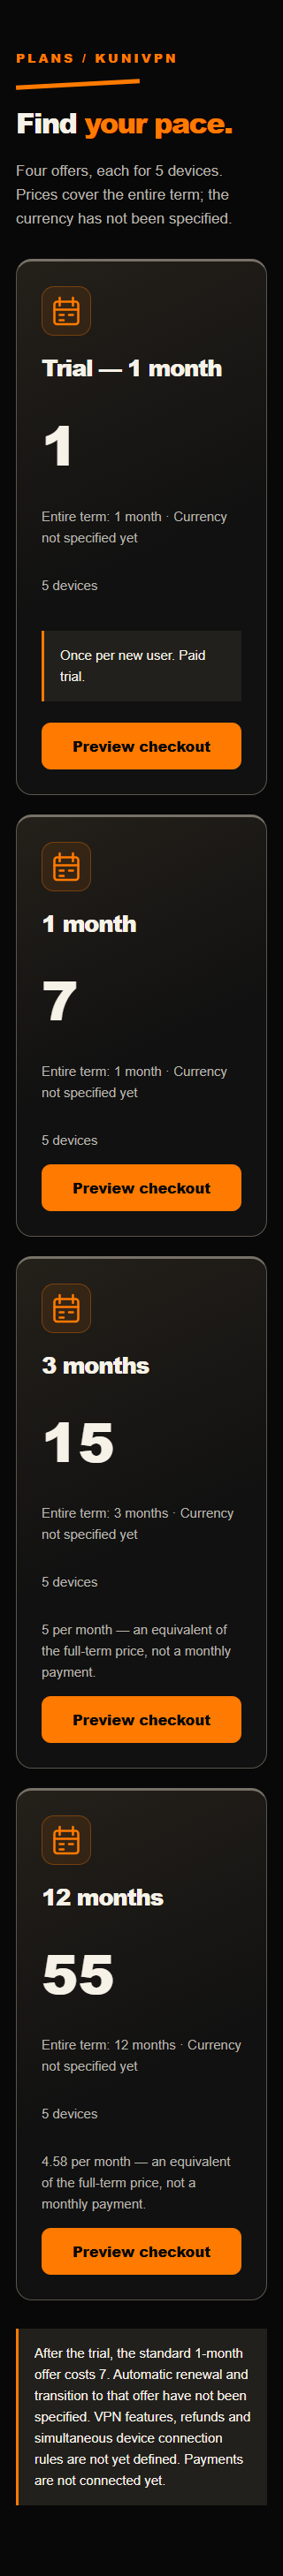 PLANS / KUNIVPN
Find your pace.
Four offers, each for 5 devices.
Prices cover the entire term; the
currency has not been specified.
Trial — 1 month
1
Entire term: 1 month · Currency
not specified yet
5 devices
Once per new user. Paid
trial.
Preview checkout
1 month
7
Entire term: 1 month · Currency
not specified yet
5 devices
Preview checkout
3 months
15
Entire term: 3 months · Currency
not specified yet
5 devices
5 per month — an equivalent of
the full-term price, not a monthly
payment.
Preview checkout
12 months
55
Entire term: 12 months · Currency
not specified yet
5 devices
4.58 per month — an equivalent
of the full-term price, not a
monthly payment.
Preview checkout
After the trial, the standard 1-month
offer costs 7. Automatic renewal and
transition to that offer have not been
specified. VPN features, refunds and
simultaneous device connection
rules are not yet defined. Payments
are not connected yet.